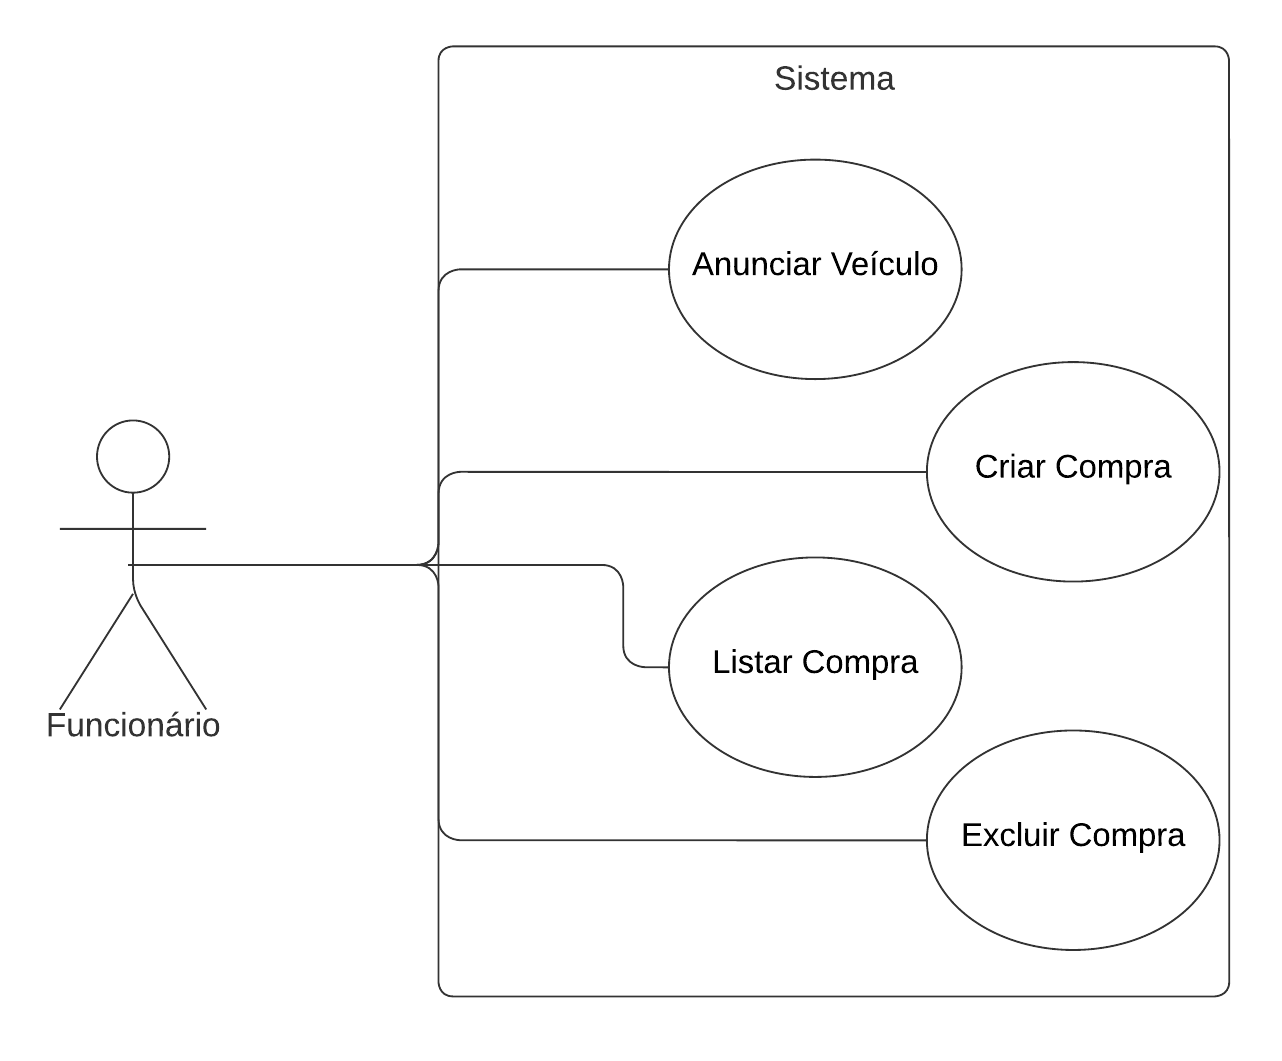 Sistema
Anunciar Veículo
Criar Compra
Listar Compra
Funcionário
Excluir Compra